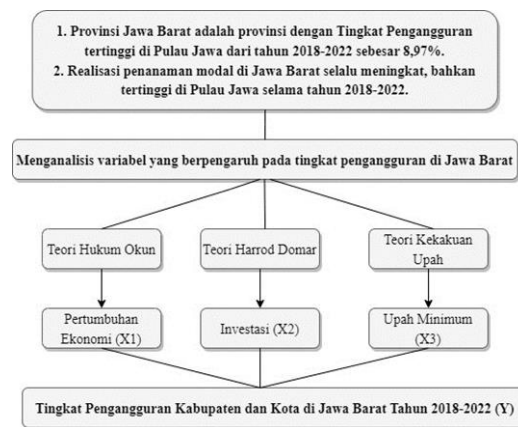 1. Provinsi Jawa Barat adalah provinsi dengan Tingkat Pengangguran
tertinggi di Pulau Jawa dari tahun 2018-2022 sebesar 8,97%.
2. Realisasi penanaman modal di Jawa Barat selalu meningkat, bahkan
tertinggi di Pulau Jawa selama tahun 2018-2022.
Menganalisis variabel yang berpengaruh pada tingkat pengangguran di Jawa Barat
Teori Hukum Okun
Teori Harrod Domar
Teori Kekakuan
Upah
Pertumbuhan
Ekonomi (X1)
Investasi (X2)
Upah Minimum
(X3)
Tingkat Pengangguran Kabupaten dan Kota di Jawa Barat Tahun 2018-2022 (Y)